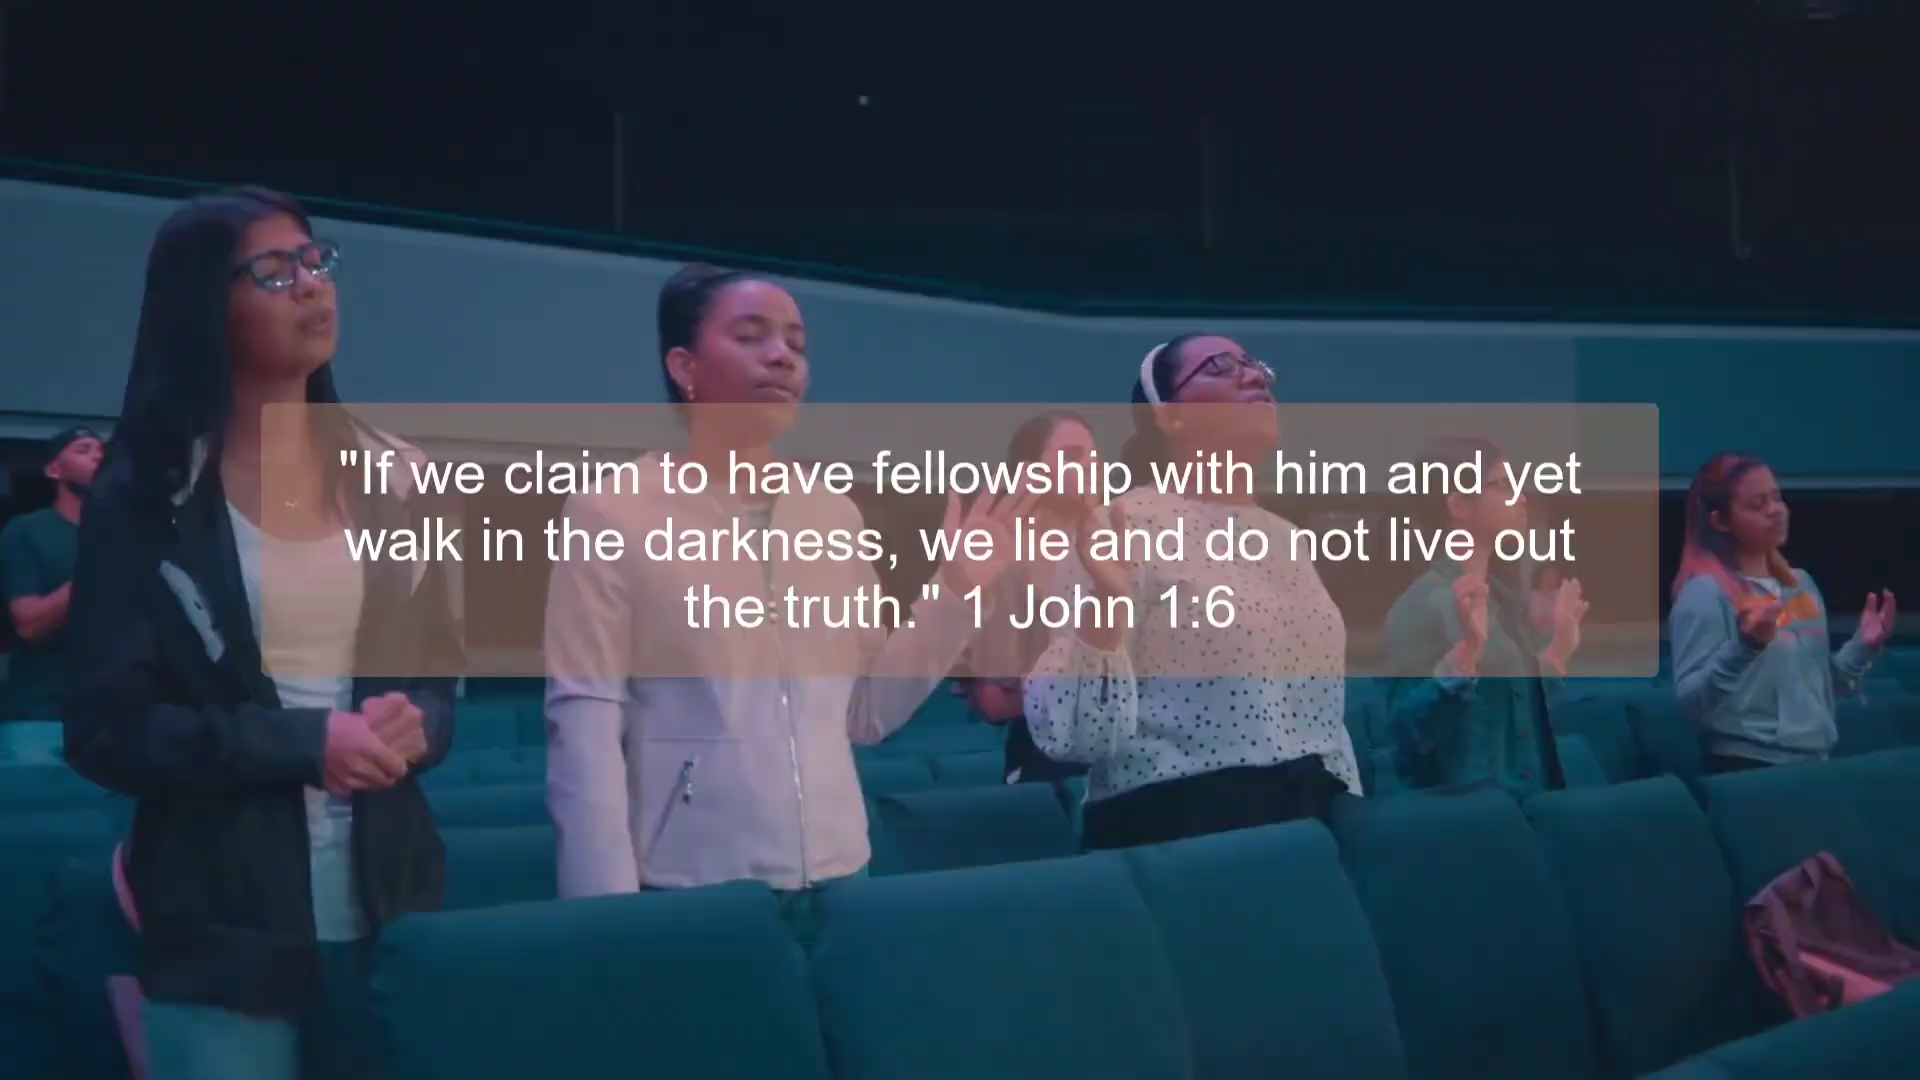 "If we claim to have fellowship with him and yet
walk in the darkness, we lie and do not live out
the truth." 1 John 1:6